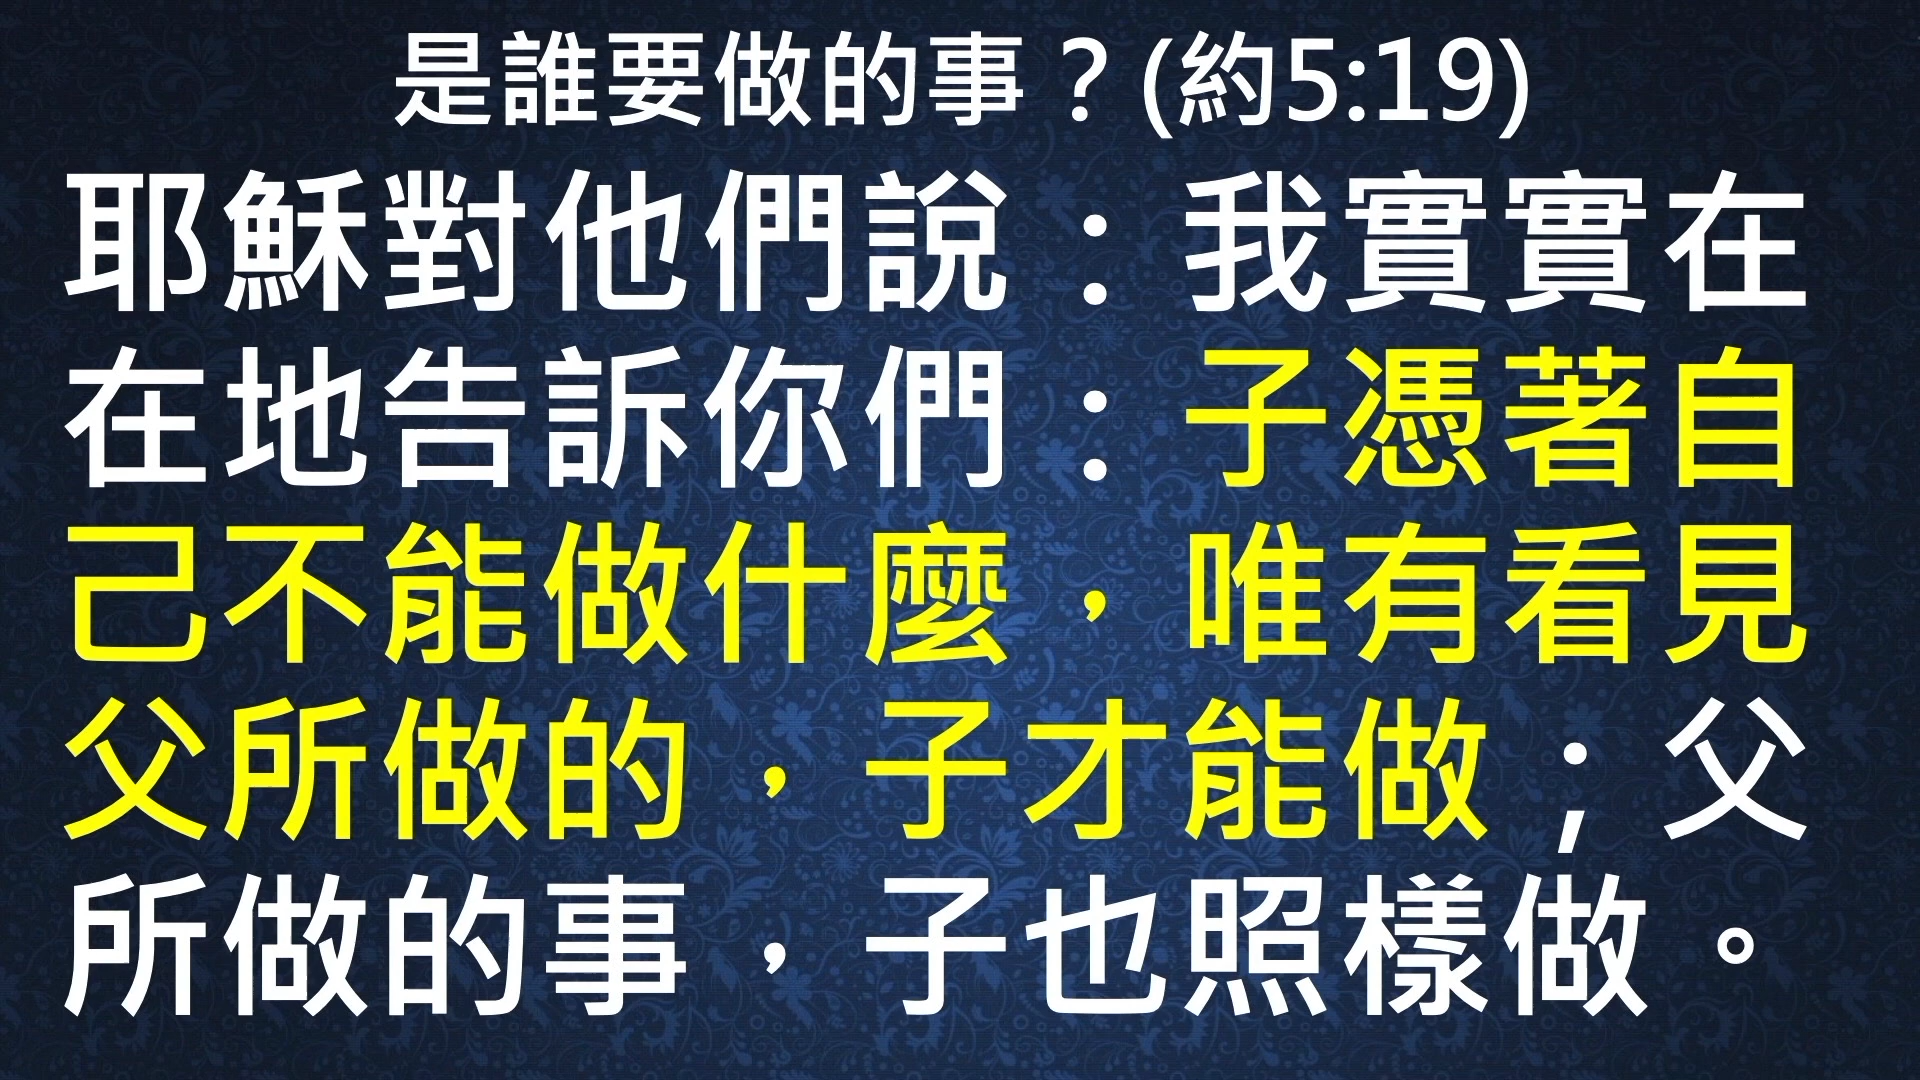 是誰要做的事？(約5:19)
耶穌對他們說：我實實在
在地告訴你們：子憑著自
己不能做什麼，唯有看見
父所做的，子才能做；父
所做的事，子也照樣做。